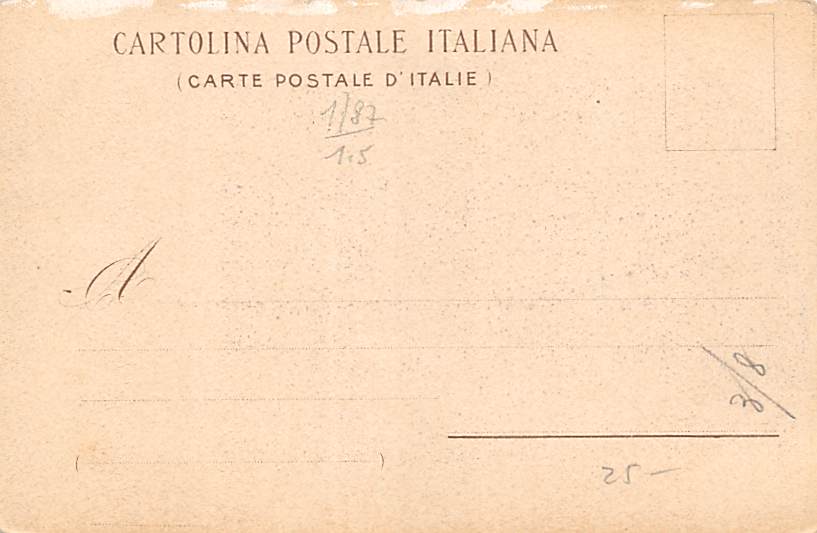 CARTOLINA POSTALE ITALIANA
(CARTE POSTALE D'ITALIE)
1/87
1.5
A
3/8
25-